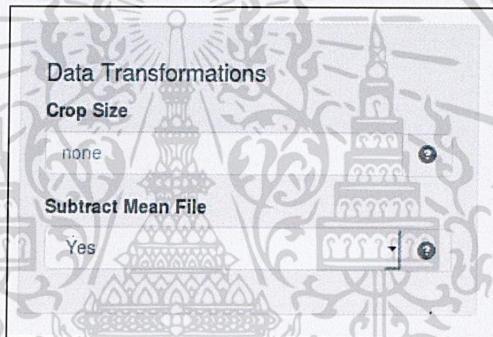 Data Transformations
Crop Size
none
Subtract Mean File
Yes